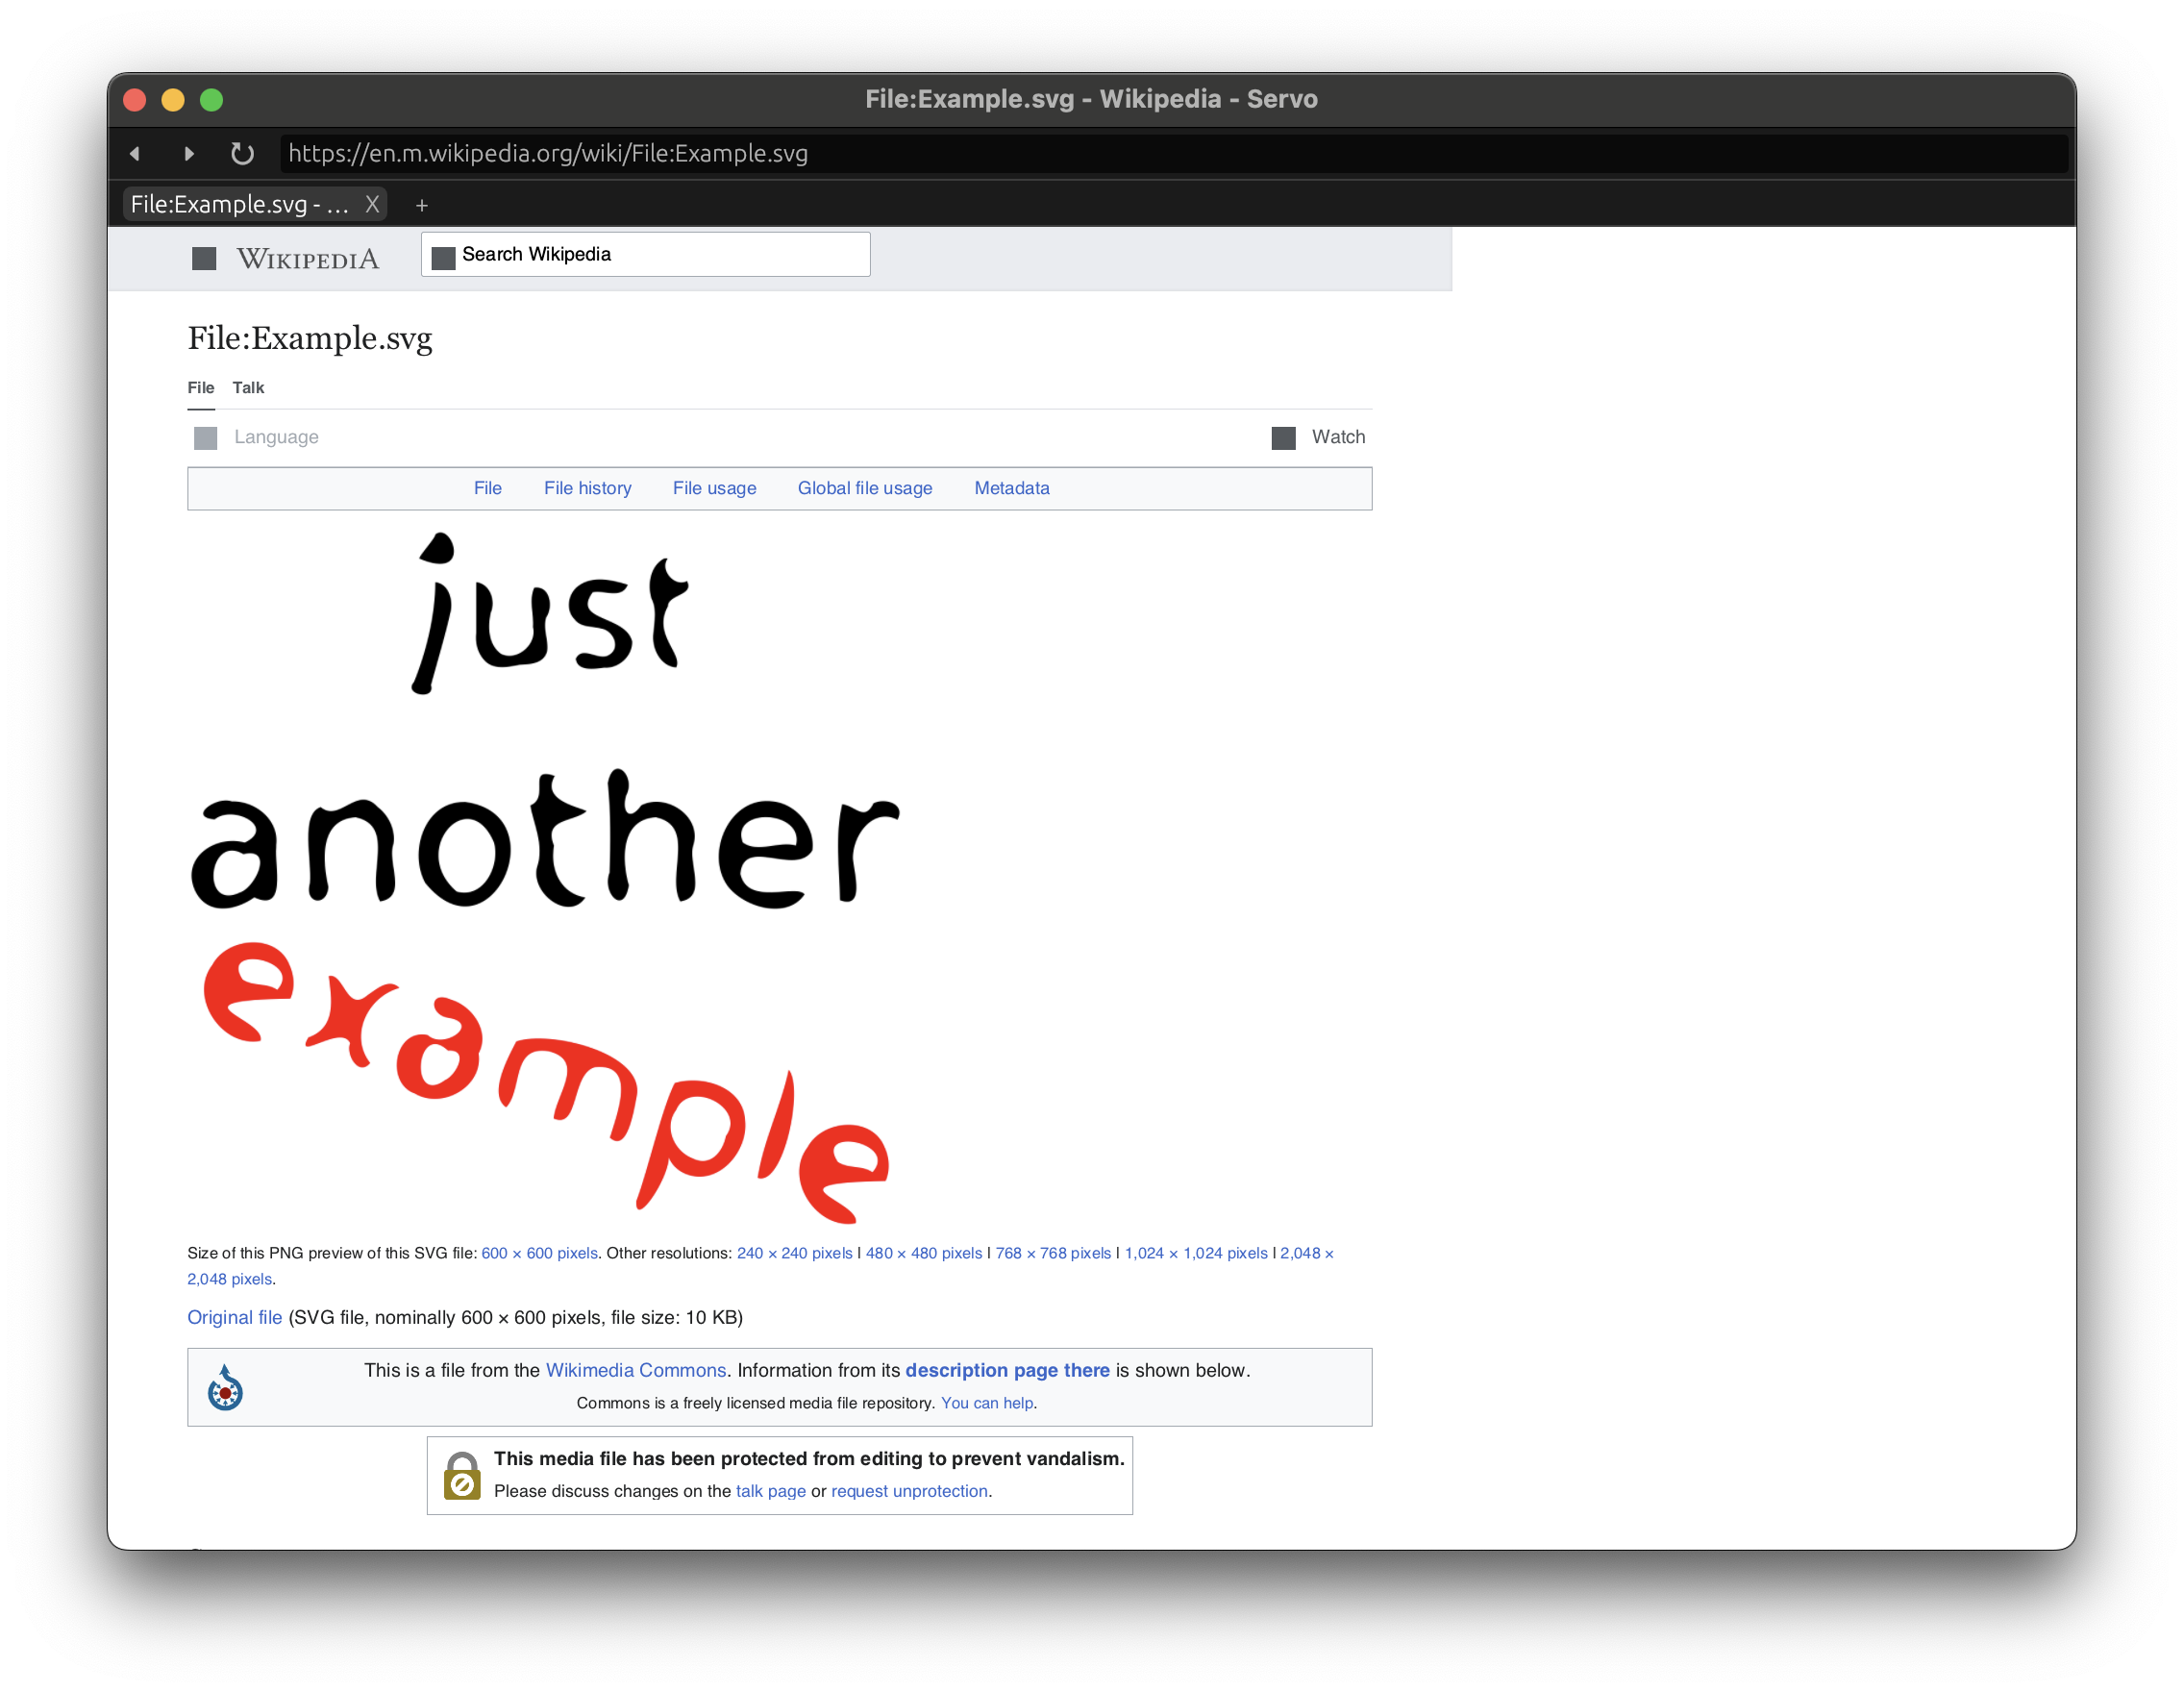 File:Example.svg - Wikipedia - Servo
https://en.m.wikipedia.org/wiki/File:Example.svg
File:Example.svg - ... X +
WIKIPEDIA Search Wikipedia
File:Example.svg
File Talk
Language Watch
File File history File usage Global file usage Metadata
just
another
example
Size of this PNG preview of this SVG file: 600 × 600 pixels. Other resolutions: 240 × 240 pixels | 480 × 480 pixels | 768 × 768 pixels | 1,024 × 1,024 pixels | 2,048 ×
2,048 pixels.
Original file (SVG file, nominally 600 × 600 pixels, file size: 10 KB)
This is a file from the Wikimedia Commons. Information from its description page there is shown below.
Commons is a freely licensed media file repository. You can help.
This media file has been protected from editing to prevent vandalism.
Please discuss changes on the talk page or request unprotection.